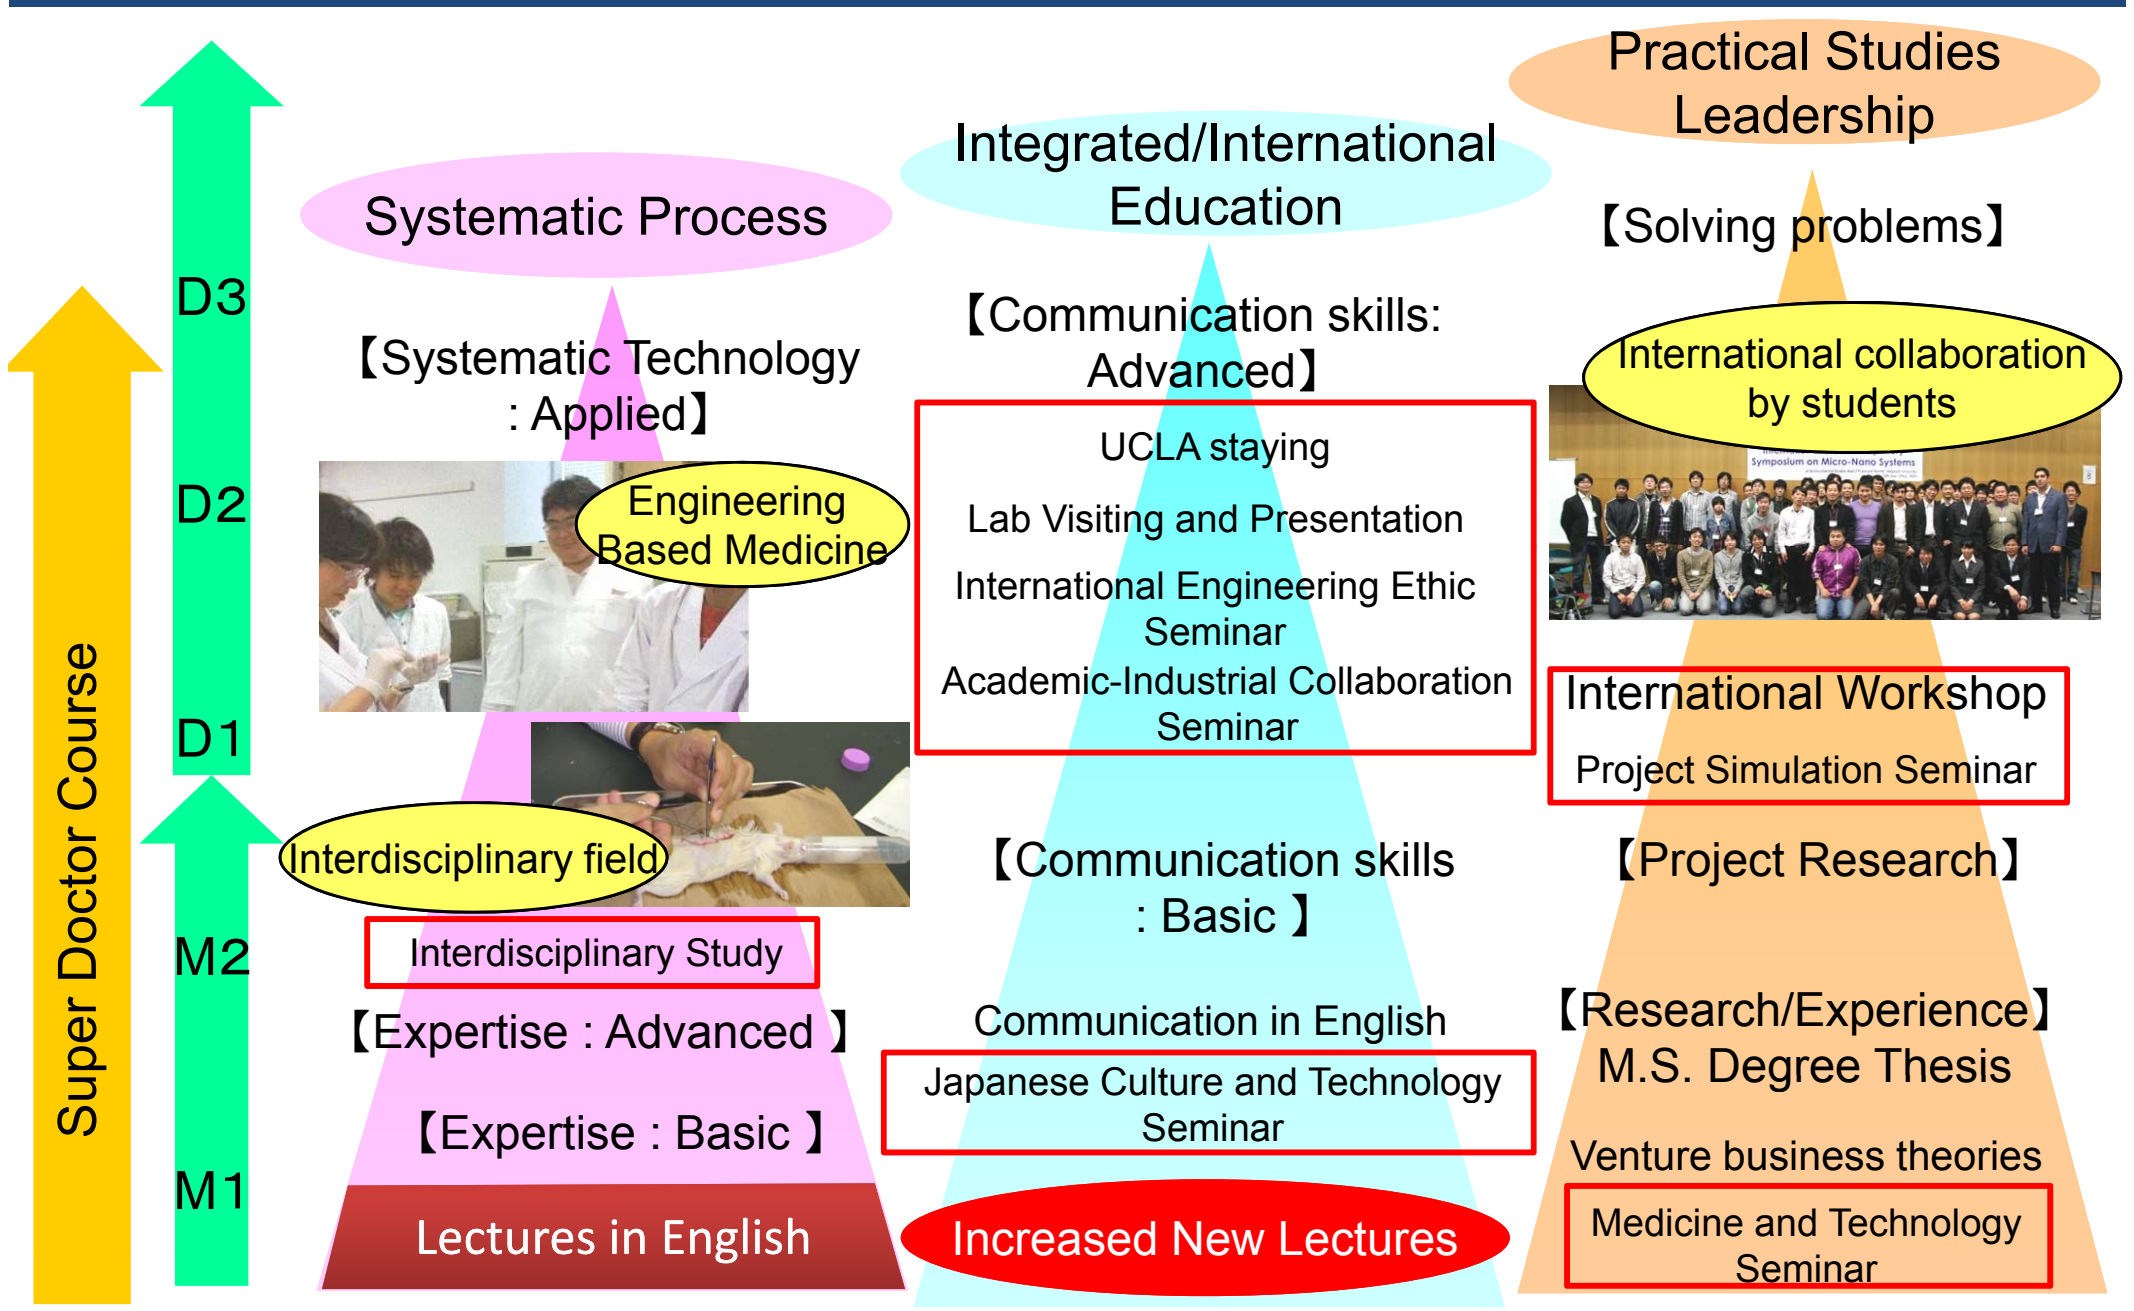 Practical Studies
Leadership
Integrated/International
Education
Systematic Process
D3
D2
D1
M2
M1
Super Doctor Course
【Systematic Technology
: Applied】
Engineering
Based Medicine
Interdisciplinary field
Interdisciplinary Study
【Expertise : Advanced 】
【Expertise : Basic 】
Lectures in English
【Communication skills:
Advanced】
UCLA staying
Lab Visiting and Presentation
International Engineering Ethic
Seminar
Academic-Industrial Collaboration
Seminar
【Communication skills
: Basic 】
Communication in English
Japanese Culture and Technology
Seminar
Increased New Lectures
【Solving problems】
International collaboration
by students
Symposium on Micro-Nano Systems
International Workshop
Project Simulation Seminar
【Project Research】
【Research/Experience】
M.S. Degree Thesis
Venture business theories
Medicine and Technology
Seminar